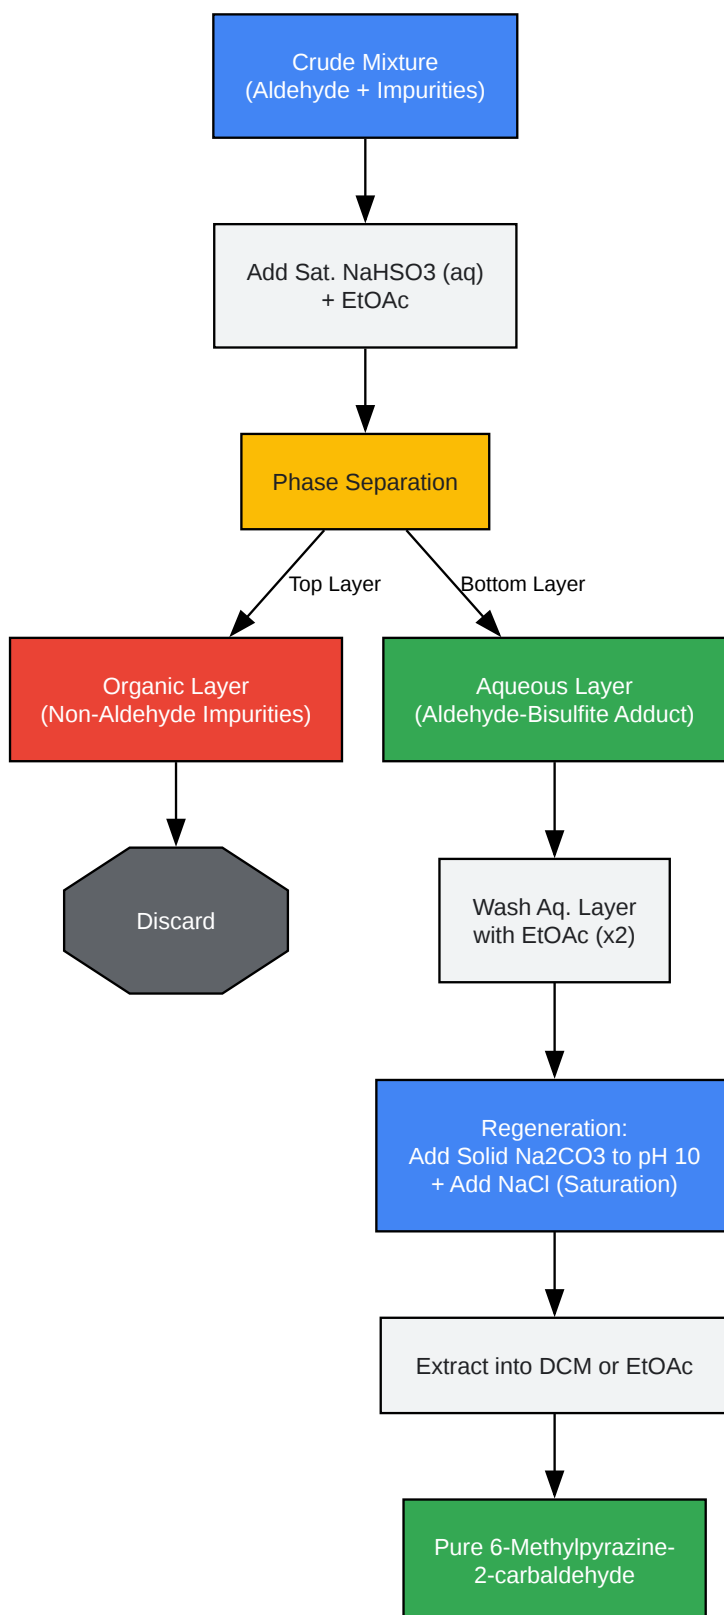 Crude Mixture
(Aldehyde + Impurities)
Add Sat. NaHSO3 (aq)
+ EtOAc
Phase Separation
Top Layer
Bottom Layer
Organic Layer
(Non-Aldehyde Impurities)
Aqueous Layer
(Aldehyde-Bisulfite Adduct)
Discard
Wash Aq. Layer
with EtOAc (x2)
Regeneration:
Add Solid Na2CO3 to pH 10
+ Add NaCl (Saturation)
Extract into DCM or EtOAc
Pure 6-Methylpyrazine-
2-carbaldehyde